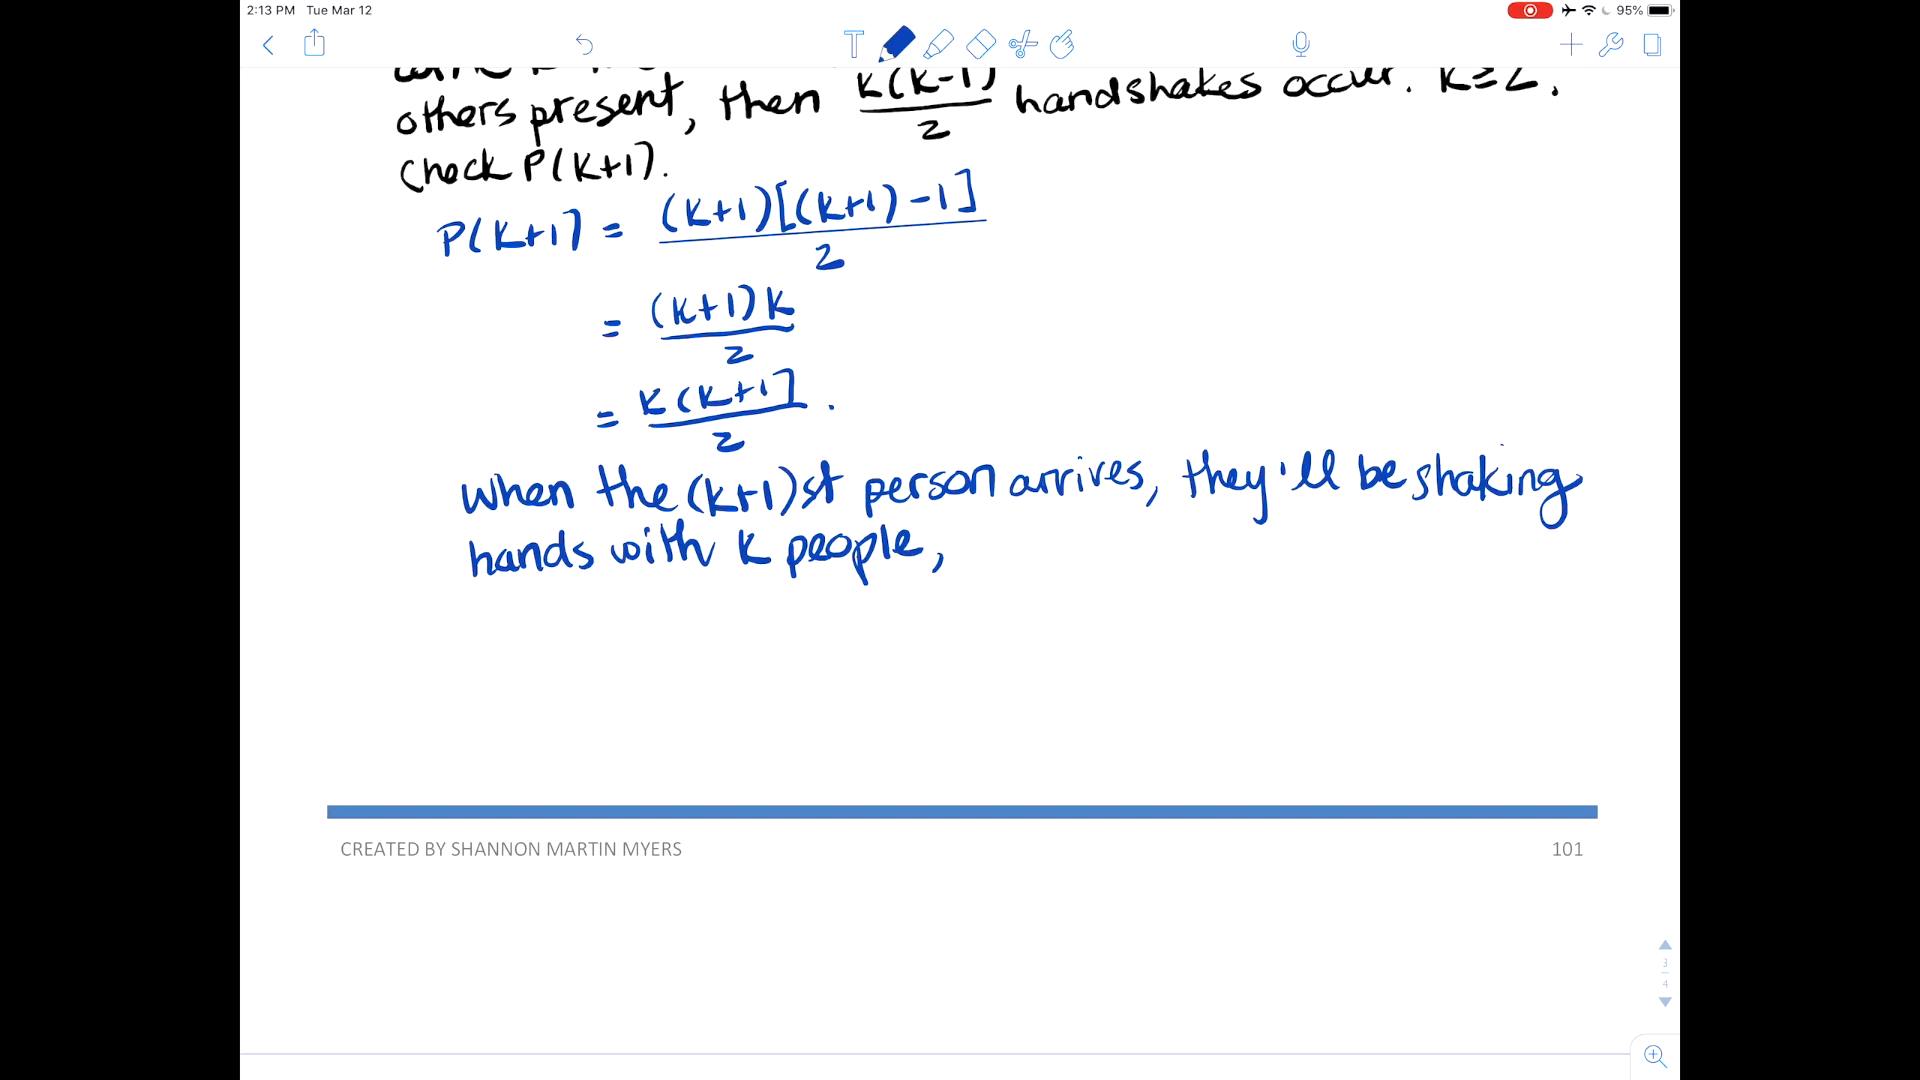 2:13 PM Tue Mar 12 95%
others present, then k(k-1)/2 handshakes occur. k≥2.
Check P(k+1).
P(k+1) = (k+1)[(k+1)-1]/2
= (k+1)k/2
= k(k+1)/2 .
When the (k+1)st person arrives, they'll be shaking
hands with k people,
CREATED BY SHANNON MARTIN MYERS 101
3
4